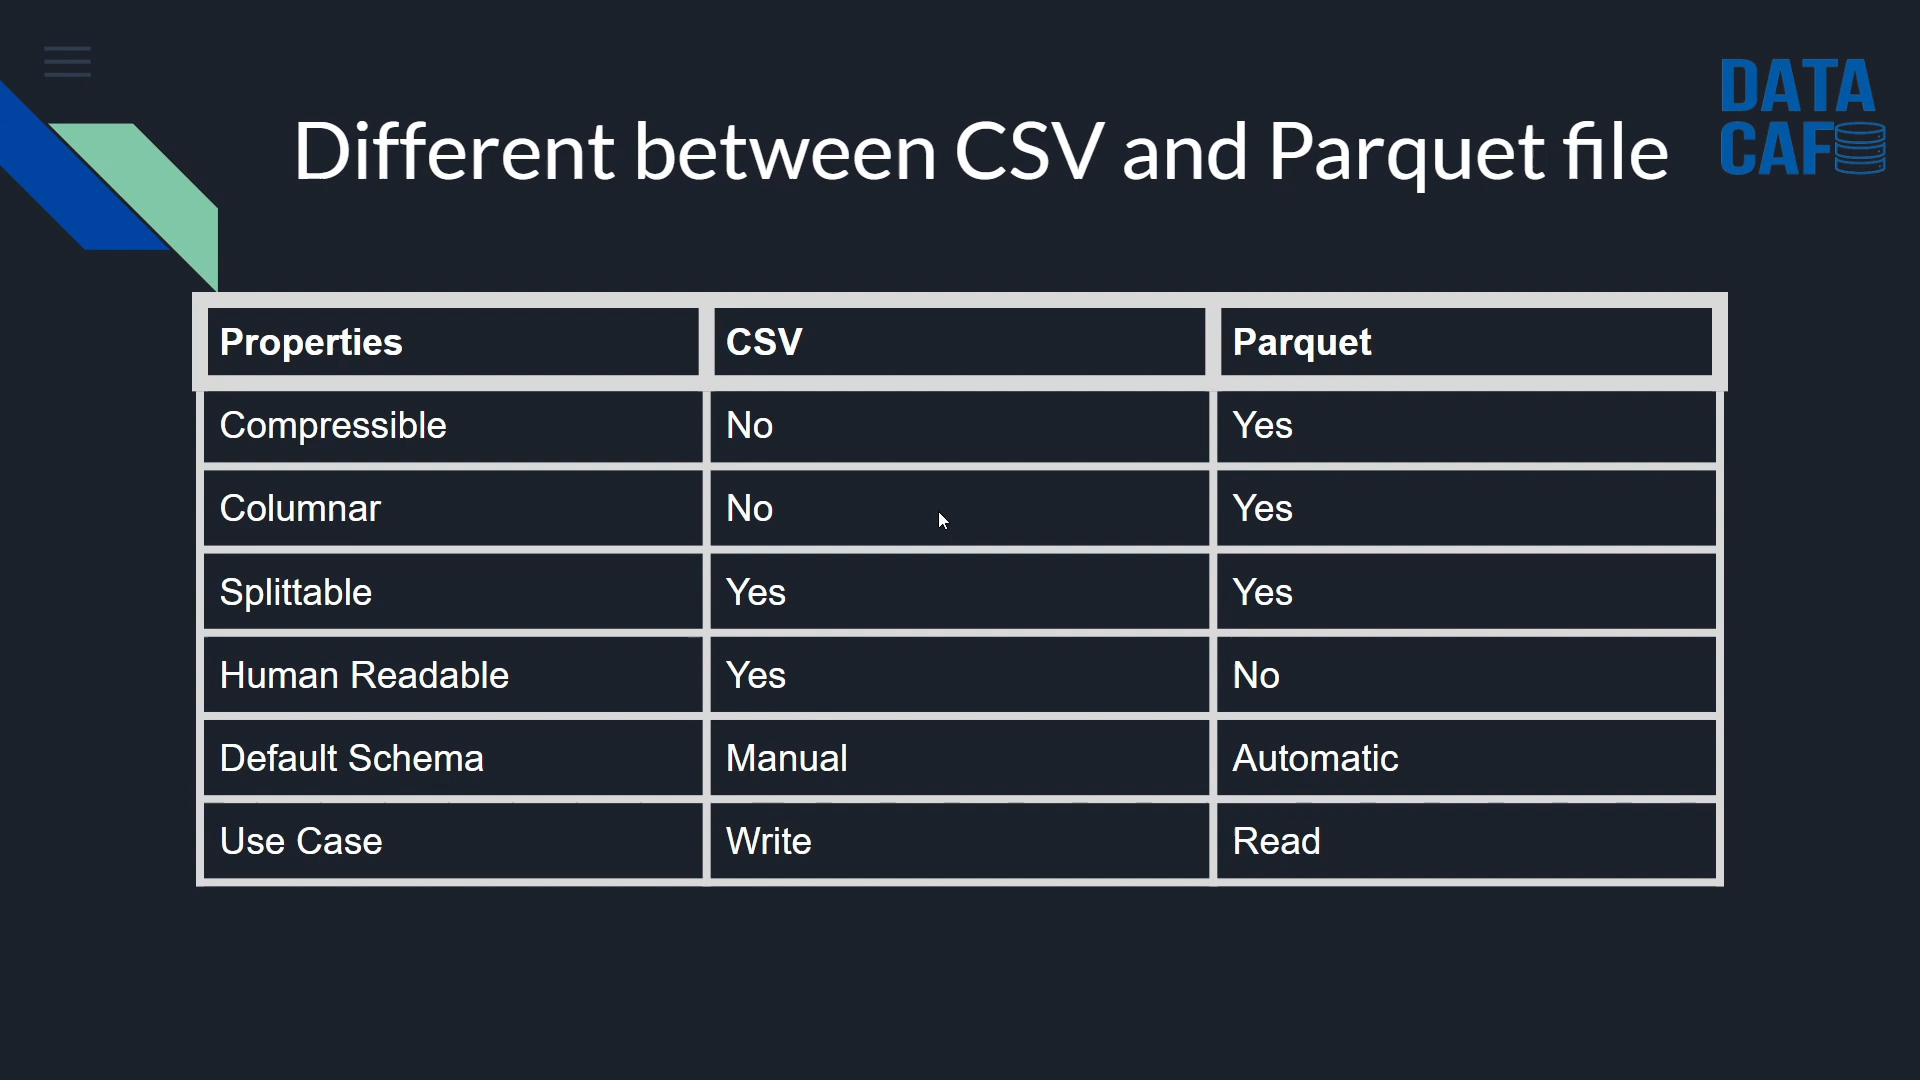 DATA
CAF
Different between CSV and Parquet file
Properties CSV Parquet
Compressible No Yes
Columnar No Yes
Splittable Yes Yes
Human Readable Yes No
Default Schema Manual Automatic
Use Case Write Read